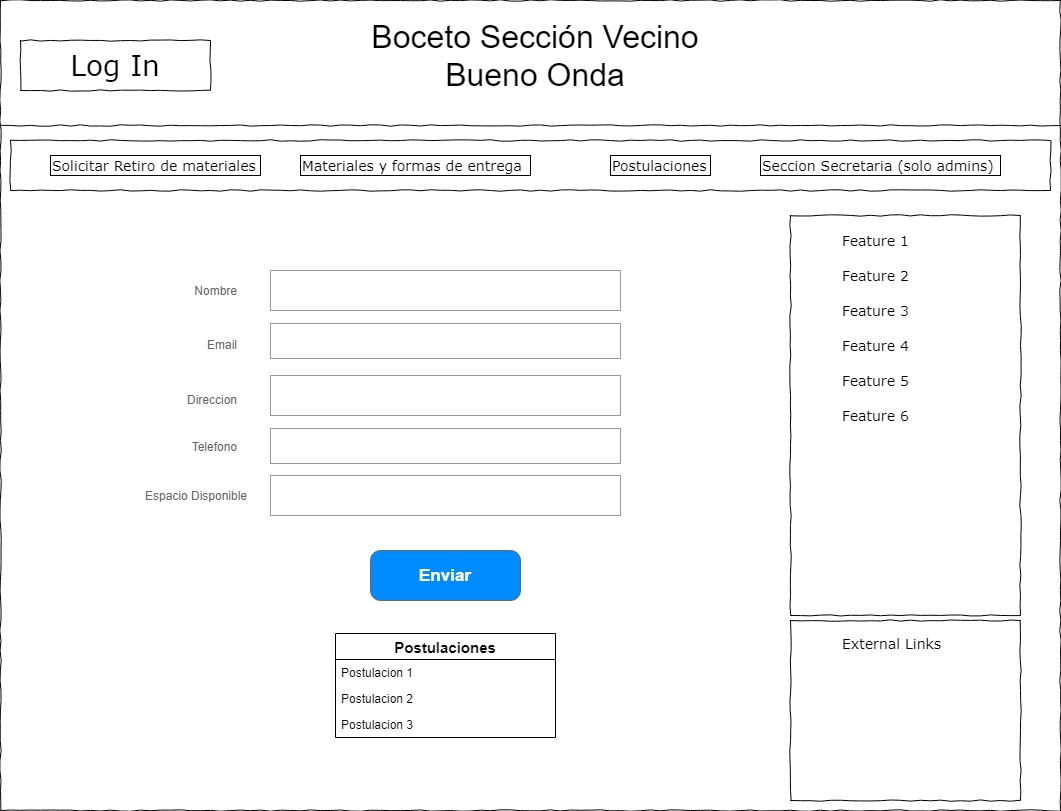 Boceto Sección Vecino
Bueno Onda
Log In
Solicitar Retiro de materiales
Materiales y formas de entrega
Postulaciones
Seccion Secretaria (solo admins)
Nombre
Email
Direccion
Telefono
Espacio Disponible
Enviar
Postulaciones
Postulacion 1
Postulacion 2
Postulacion 3
Feature 1
Feature 2
Feature 3
Feature 4
Feature 5
Feature 6
External Links